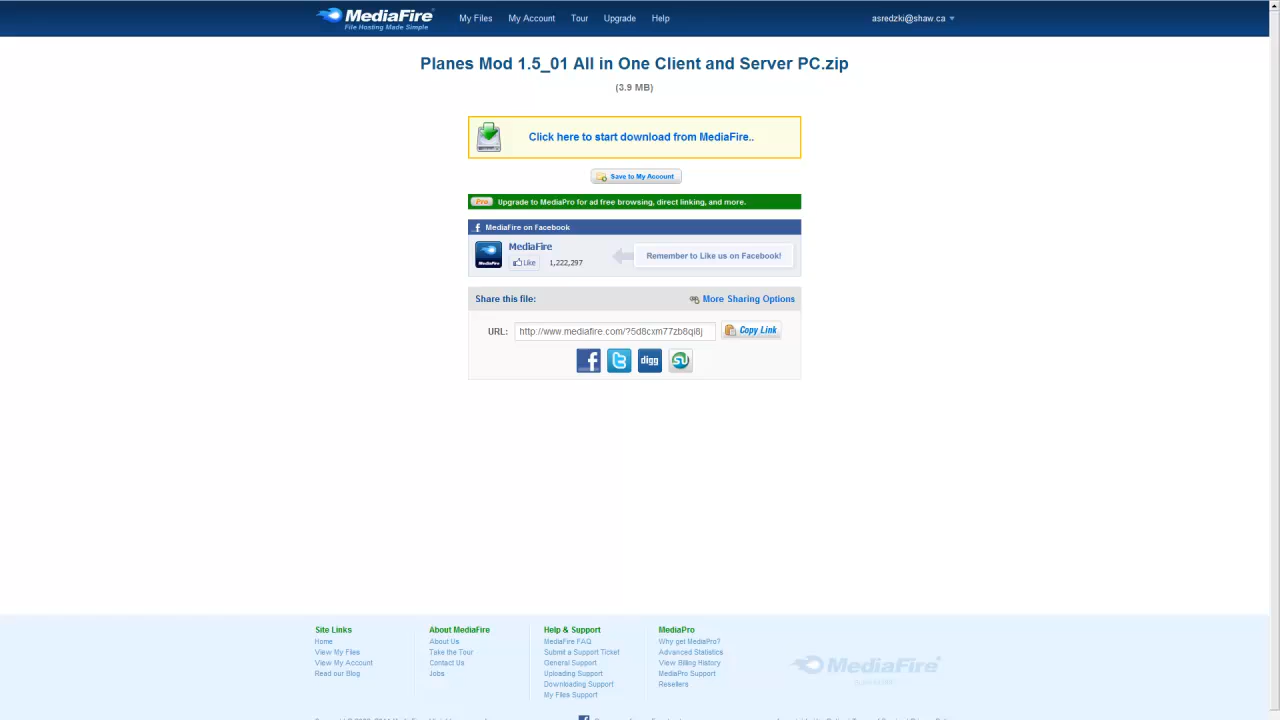 MediaFire
File Hosting Made Simple
My Files My Account Tour Upgrade Help
asredzki@shaw.ca
Planes Mod 1.5_01 All in One Client and Server PC.zip
(3.9 MB)
Click here to start download from MediaFire..
Save to My Account
Pro Upgrade to MediaPro for ad free browsing, direct linking, and more.
MediaFire on Facebook
MediaFire
Like 1,222,297
Remember to Like us on Facebook!
Share this file: More Sharing Options
URL: http://www.mediafire.com/?5d8cxm77zb8qi8j Copy Link
digg
Site Links
Home
View My Files
View My Account
Read our Blog
About MediaFire
About Us
Take the Tour
Contact Us
Jobs
Help & Support
MediaFire FAQ
Submit a Support Ticket
General Support
Uploading Support
Downloading Support
My Files Support
MediaPro
Why get MediaPro?
Advanced Statistics
View Billing History
MediaPro Support
Resellers
MediaFire